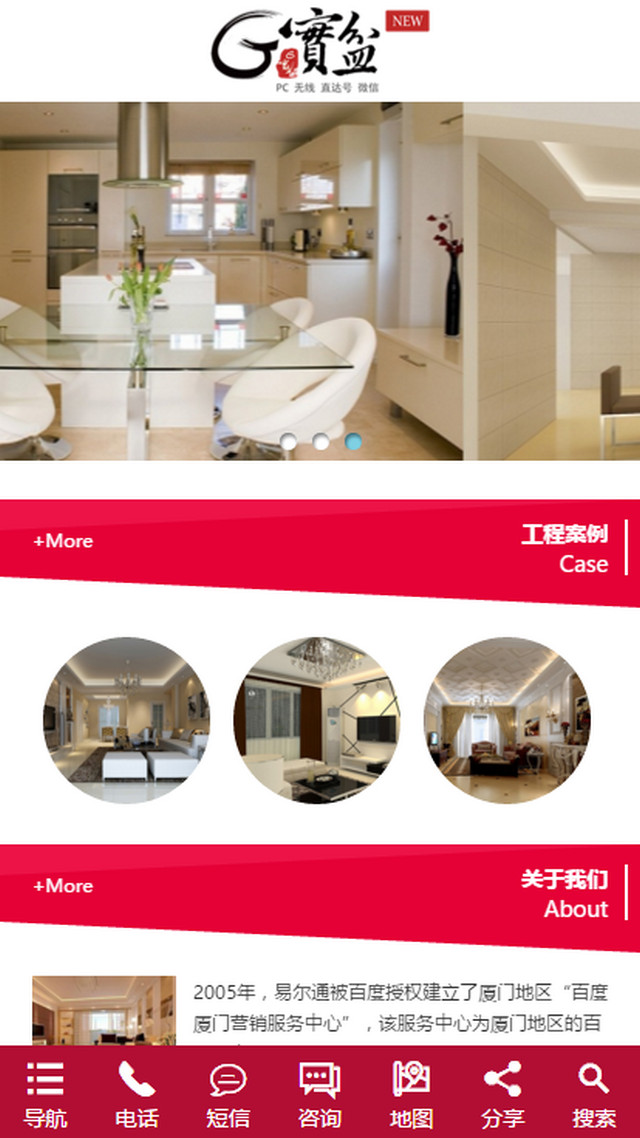 G寶盆
NEW
PC 无线 直达号 微信
+More
工程案例
Case
+More
关于我们
About
2005年，易尔通被百度授权建立了厦门地区“百度
厦门营销服务中心”，该服务中心为厦门地区的百
导航 电话 短信 咨询 地图 分享 搜索